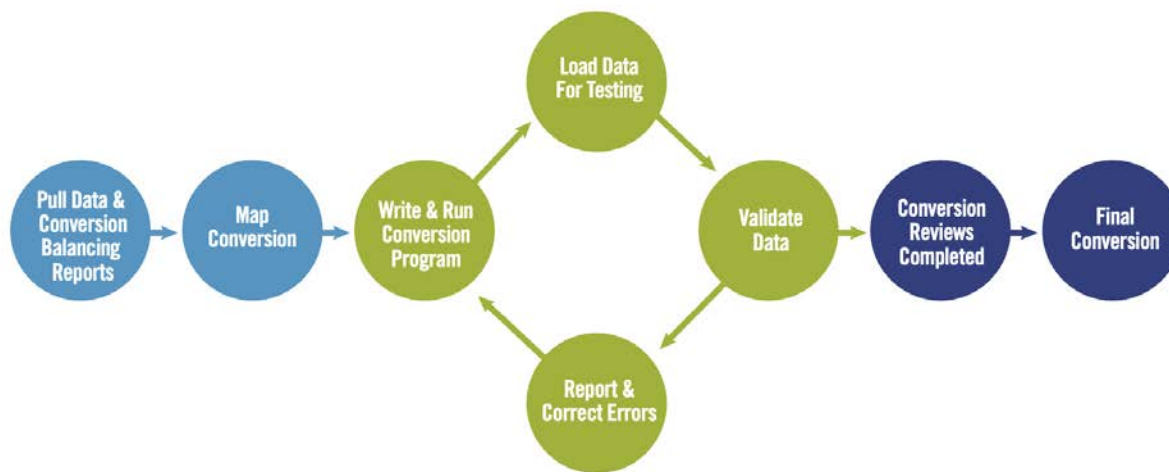 Pull Data &
Conversion
Balancing
Reports
Map
Conversion
Write & Run
Conversion
Program
Load Data
For Testing
Validate
Data
Report &
Correct Errors
Conversion
Reviews
Completed
Final
Conversion